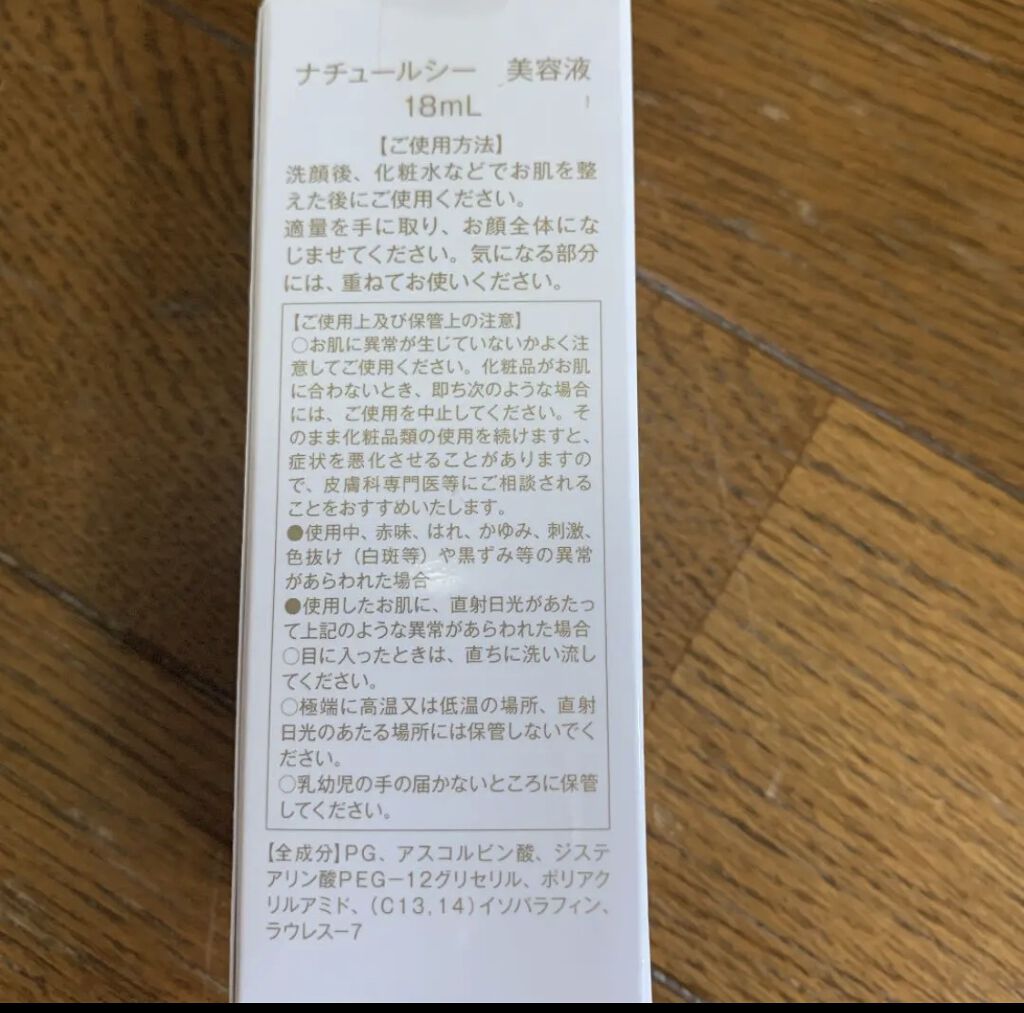 ナチュールシー　美容液
18mL
【ご使用方法】
洗顔後、化粧水などでお肌を整
えた後にご使用ください。
適量を手に取り、お顔全体にな
じませてください。気になる部分
には、重ねてお使いください。
【ご使用上及び保管上の注意】
○お肌に異常が生じていないかよく注
意してご使用ください。化粧品がお肌
に合わないとき、即ち次のような場合
には、ご使用を中止してください。そ
のまま化粧品類の使用を続けますと、
症状を悪化させることがありますの
で、皮膚科専門医等にご相談される
ことをおすすめいたします。
●使用中、赤味、はれ、かゆみ、刺激、
色抜け（白斑等）や黒ずみ等の異常
があらわれた場合
●使用したお肌に、直射日光があたっ
て上記のような異常があらわれた場合
○目に入ったときは、直ちに洗い流し
てください。
○極端に高温又は低温の場所、直射
日光のあたる場所には保管しないでく
ださい。
○乳幼児の手の届かないところに保管
してください。
【全成分】PG、アスコルビン酸、ジステ
アリン酸PEG－12グリセリル、ポリアク
リルアミド、（C13,14）イソパラフィン、
ラウレス－7